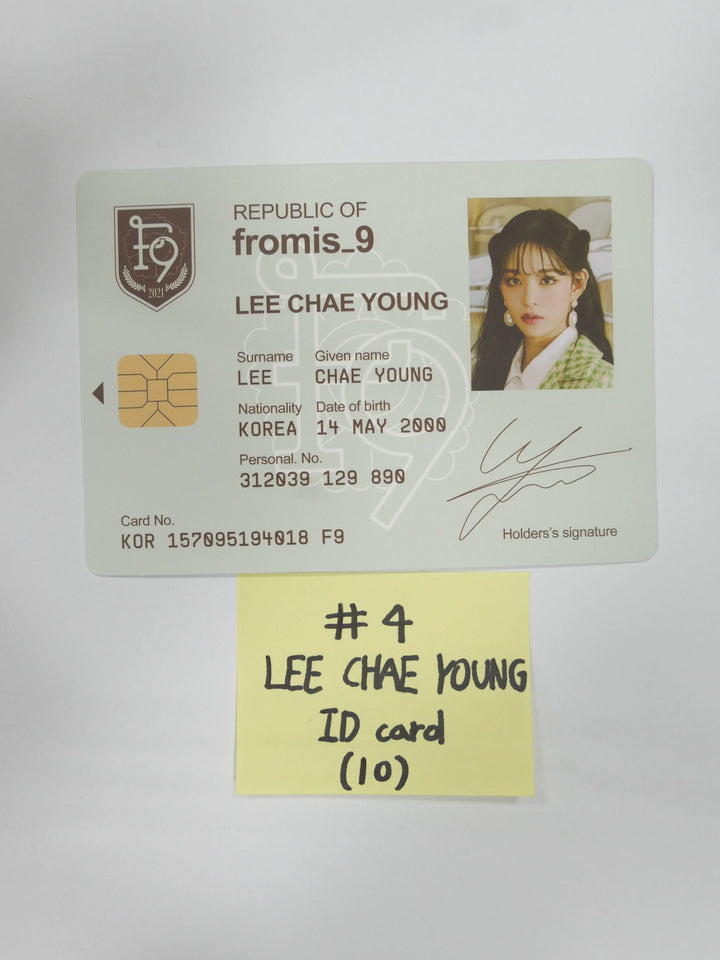 F9
2021
REPUBLIC OF
fromis_9
LEE CHAE YOUNG
Surname Given name
LEE CHAE YOUNG
Nationality Date of birth
KOREA 14 MAY 2000
Personal. No.
312039 129 890
Card No.
KOR 157095194018 F9
Holders's signature
#4
LEE CHAE YOUNG
ID card
(10)